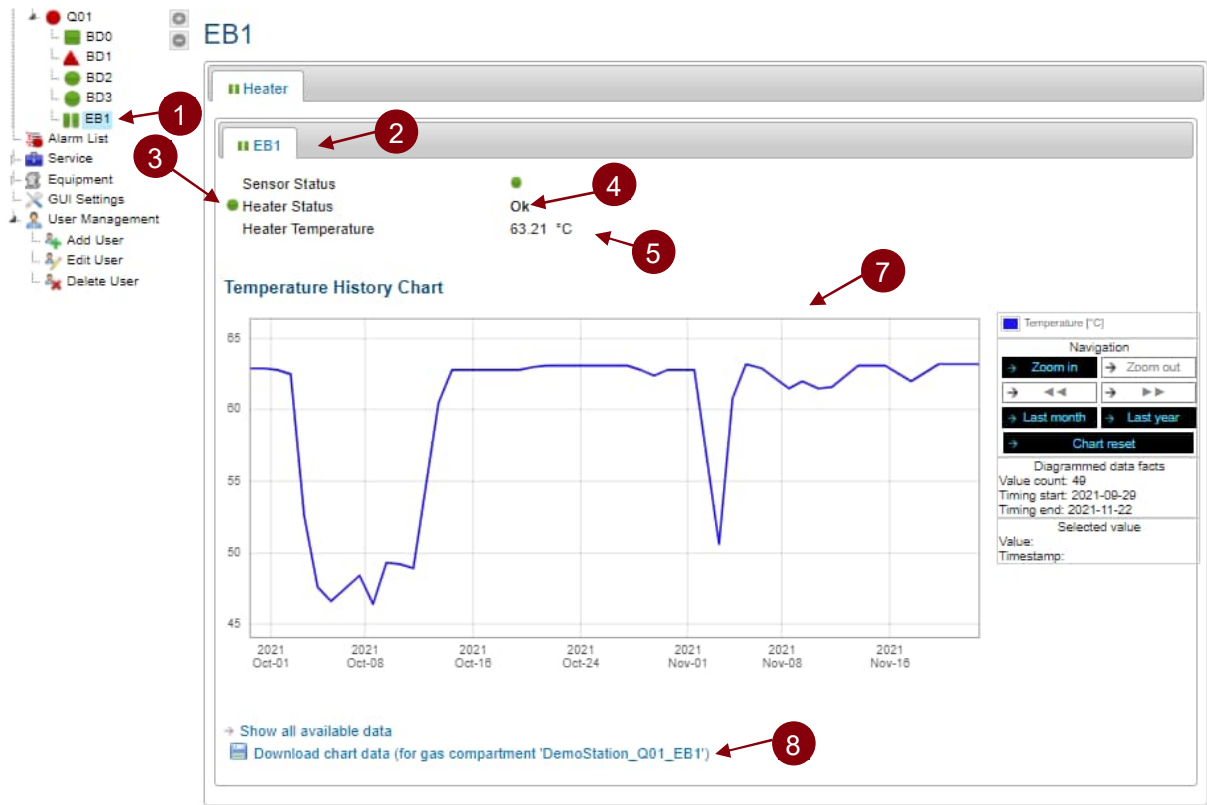 Q01
BD0
BD1
BD2
BD3
EB1
Alarm List
Service
Equipment
GUI Settings
User Management
Add User
Edit User
Delete User
1
EB1
Heater
EB1
2
3
Sensor Status
Heater Status Ok
4
Heater Temperature 63.21 °C
5
Temperature History Chart
7
65
60
55
50
45
2021 2021 2021 2021 2021 2021 2021
Oct-01 Oct-08 Oct-16 Oct-24 Nov-01 Nov-08 Nov-16
Temperature [°C]
Navigation
Zoom in Zoom out
Last month Last year
Chart reset
Diagrammed data facts
Value count: 49
Timing start: 2021-09-29
Timing end: 2021-11-22
Selected value
Value:
Timestamp:
Show all available data
Download chart data (for gas compartment 'DemoStation_Q01_EB1')
8